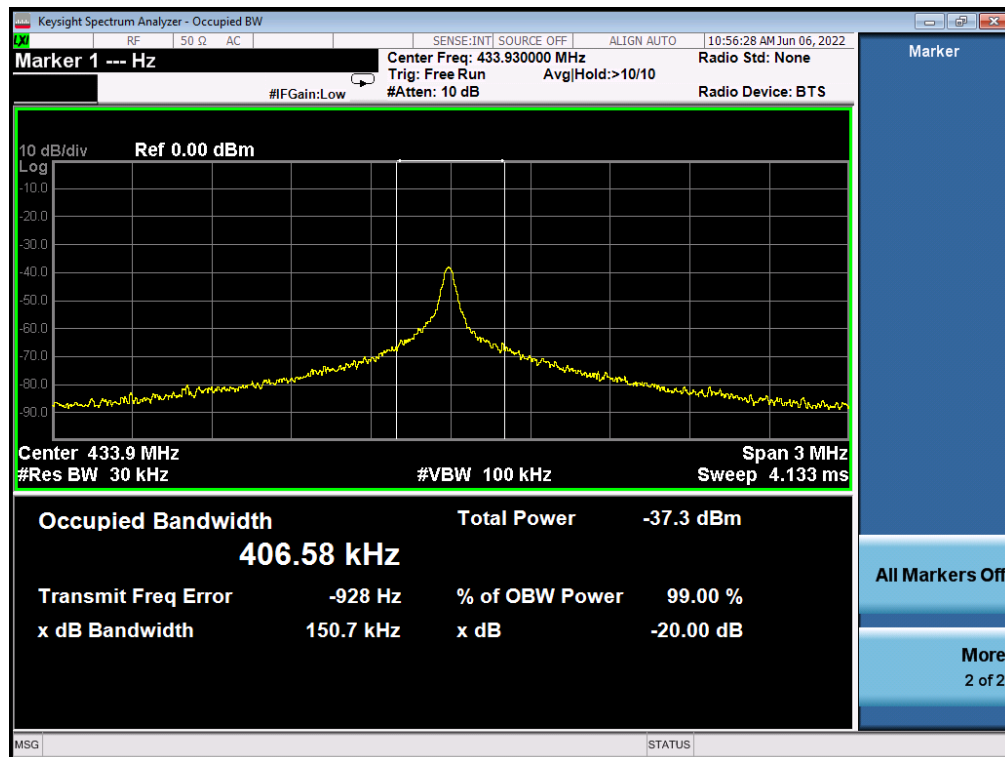 Keysight Spectrum Analyzer - Occupied BW
LXI RF 50 Ω AC SENSE:INT SOURCE OFF ALIGN AUTO 10:56:28 AM Jun 06, 2022
Marker 1 --- Hz
Center Freq: 433.930000 MHz
Radio Std: None
Trig: Free Run Avg|Hold:>10/10
#IFGain:Low #Atten: 10 dB Radio Device: BTS
10 dB/div Ref 0.00 dBm
Log
-10.0
-20.0
-30.0
-40.0
-50.0
-60.0
-70.0
-80.0
-90.0
Center 433.9 MHz Span 3 MHz
#Res BW 30 kHz #VBW 100 kHz Sweep 4.133 ms
Occupied Bandwidth Total Power -37.3 dBm
406.58 kHz
Transmit Freq Error -928 Hz % of OBW Power 99.00 %
x dB Bandwidth 150.7 kHz x dB -20.00 dB
MSG STATUS
Marker
All Markers Off
More
2 of 2